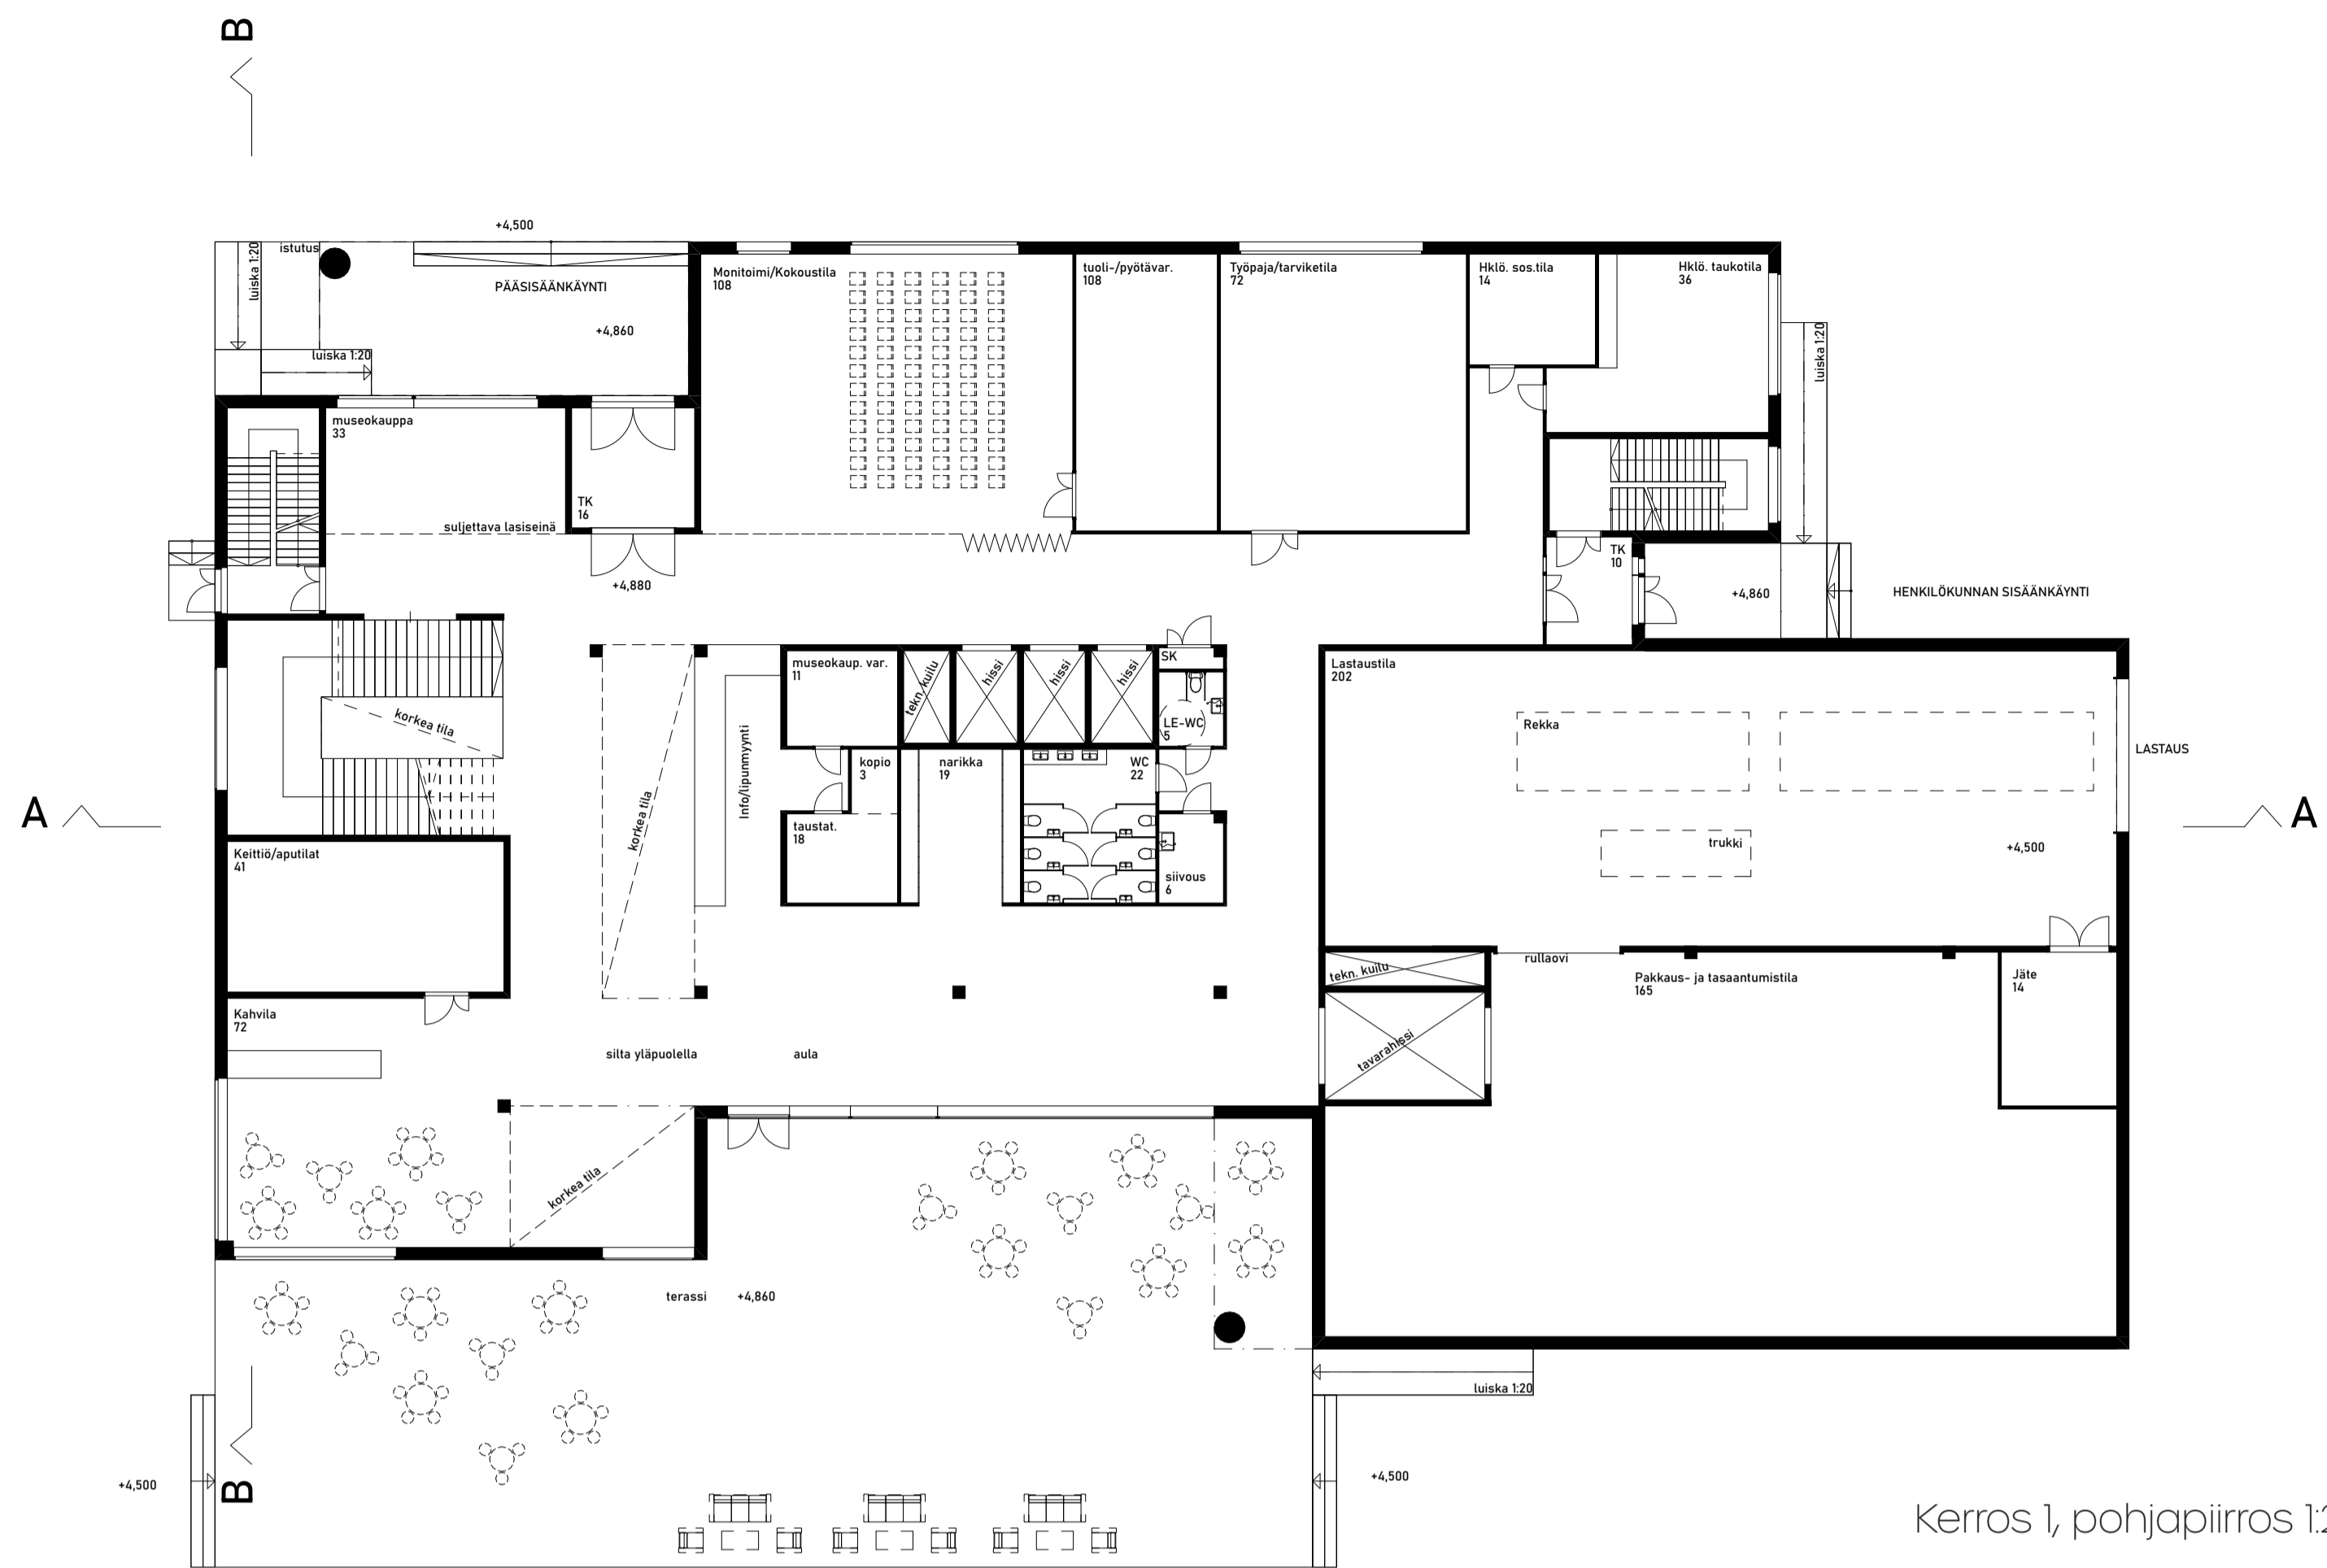 B
+4,500
istutus
luiska 1:20
PÄÄSISÄÄNKÄYNTI
+4,860
luiska 1:20
Monitoimi/Kokoustila
108
tuoli-/pyötävar.
108
Työpaja/tarviketila
72
Hklö. sos.tila
14
Hklö. taukotila
36
luiska 1:20
museokauppa
33
TK
16
suljettava lasiseinä
+4,880
TK
10
+4,860
HENKILÖKUNNAN SISÄÄNKÄYNTI
korkea tila
korkea tila
Info/lipunmyynti
museokaup. var.
11
tekn. kuilu
hissi
hissi
hissi
SK
LE-WC
5
kopio
3
narikka
19
WC
22
taustat.
18
siivous
6
Lastaustila
202
Rekka
trukki
+4,500
LASTAUS
A
A
Keittiö/aputilat
41
rullaovi
tekn. kuilu
Pakkaus- ja tasaantumistila
165
Jäte
14
tavarahissi
Kahvila
72
silta yläpuolella
aula
korkea tila
terassi
+4,860
luiska 1:20
+4,500
B
+4,500
Kerros 1, pohjapiirros 1:2